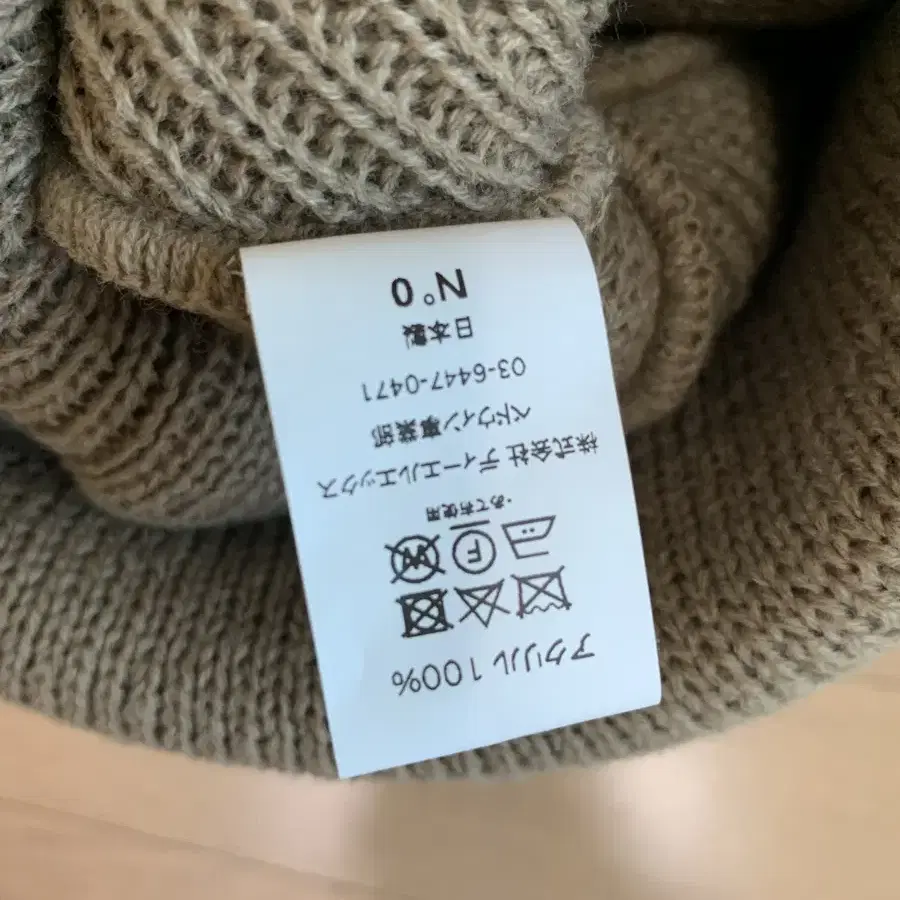 アクリル 100%
F
W
・あて布使用
株式会社 ディーエルエックス
ベドウィン事業部
03-6447-0471
日本製
N°0